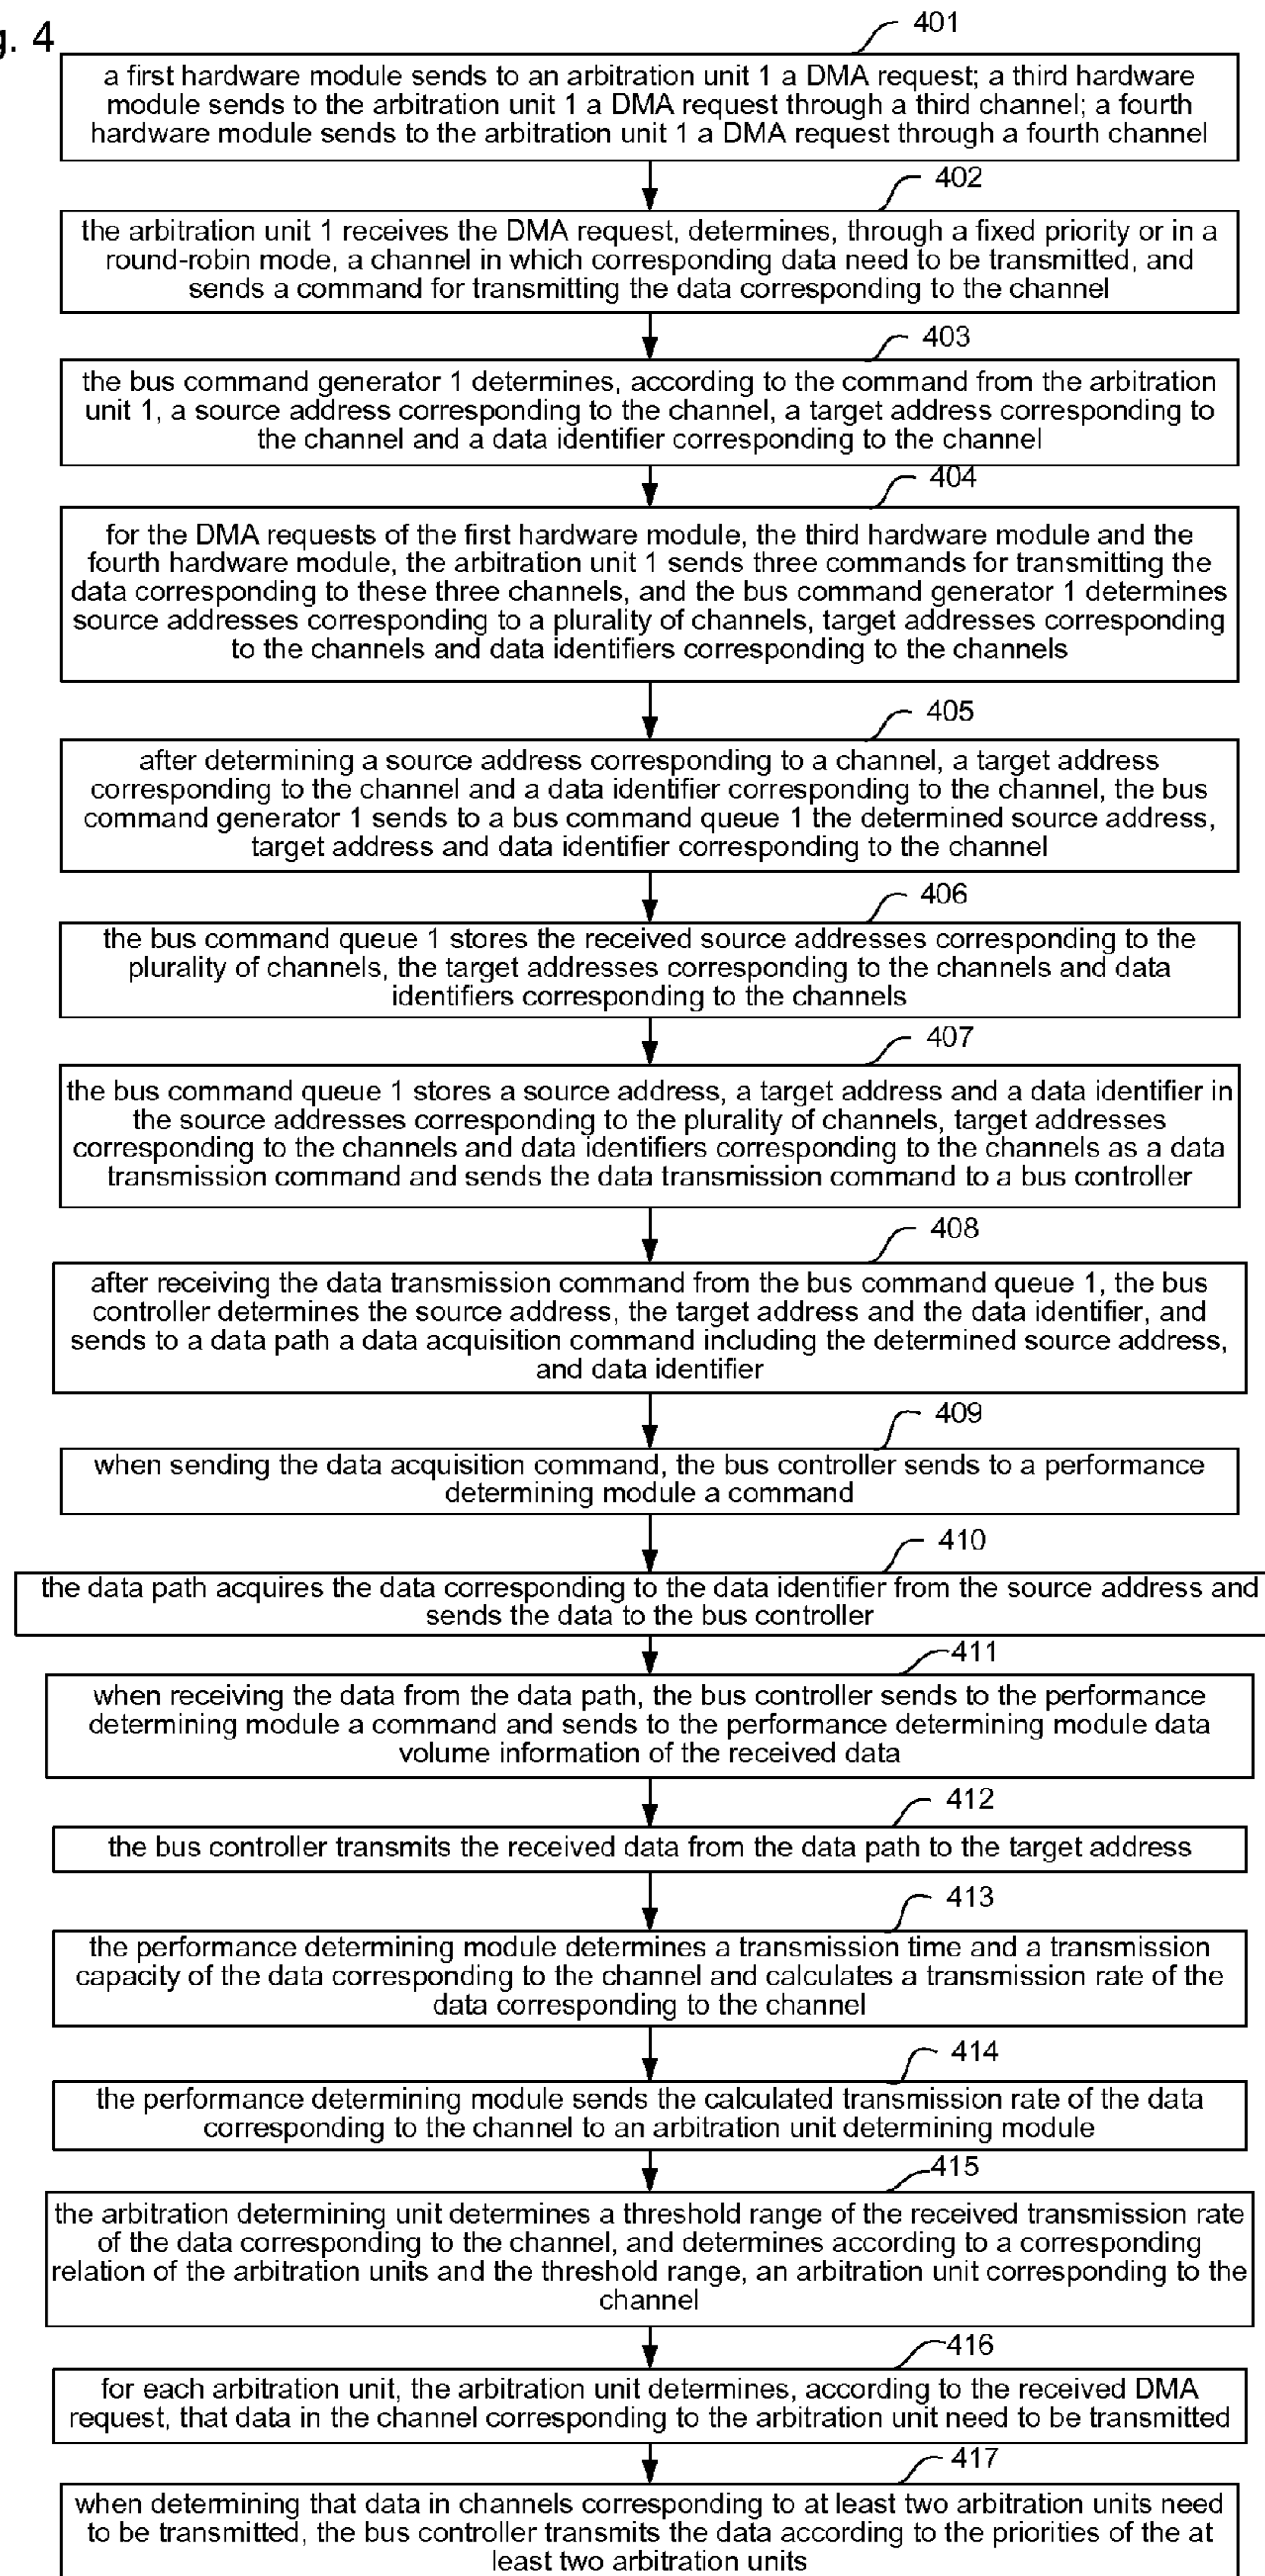 g. 4
401
a first hardware module sends to an arbitration unit 1 a DMA request; a third hardware
module sends to the arbitration unit 1 a DMA request through a third channel; a fourth
hardware module sends to the arbitration unit 1 a DMA request through a fourth channel
402
the arbitration unit 1 receives the DMA request, determines, through a fixed priority or in a
round-robin mode, a channel in which corresponding data need to be transmitted, and
sends a command for transmitting the data corresponding to the channel
403
the bus command generator 1 determines, according to the command from the arbitration
unit 1, a source address corresponding to the channel, a target address corresponding to
the channel and a data identifier corresponding to the channel
404
for the DMA requests of the first hardware module, the third hardware module and the
fourth hardware module, the arbitration unit 1 sends three commands for transmitting the
data corresponding to these three channels, and the bus command generator 1 determines
source addresses corresponding to a plurality of channels, target addresses corresponding
to the channels and data identifiers corresponding to the channels
405
after determining a source address corresponding to a channel, a target address
corresponding to the channel and a data identifier corresponding to the channel, the bus
command generator 1 sends to a bus command queue 1 the determined source address,
target address and data identifier corresponding to the channel
406
the bus command queue 1 stores the received source addresses corresponding to the
plurality of channels, the target addresses corresponding to the channels and data
identifiers corresponding to the channels
407
the bus command queue 1 stores a source address, a target address and a data identifier in
the source addresses corresponding to the plurality of channels, target addresses
corresponding to the channels and data identifiers corresponding to the channels as a data
transmission command and sends the data transmission command to a bus controller
408
after receiving the data transmission command from the bus command queue 1, the bus
controller determines the source address, the target address and the data identifier, and
sends to a data path a data acquisition command including the determined source address,
and data identifier
409
when sending the data acquisition command, the bus controller sends to a performance
determining module a command
410
the data path acquires the data corresponding to the data identifier from the source address and
sends the data to the bus controller
411
when receiving the data from the data path, the bus controller sends to the performance
determining module a command and sends to the performance determining module data
volume information of the received data
412
the bus controller transmits the received data from the data path to the target address
413
the performance determining module determines a transmission time and a transmission
capacity of the data corresponding to the channel and calculates a transmission rate of the
data corresponding to the channel
414
the performance determining module sends the calculated transmission rate of the data
corresponding to the channel to an arbitration unit determining module
415
the arbitration determining unit determines a threshold range of the received transmission rate
of the data corresponding to the channel, and determines according to a corresponding
relation of the arbitration units and the threshold range, an arbitration unit corresponding to the
channel
416
for each arbitration unit, the arbitration unit determines, according to the received DMA
request, that data in the channel corresponding to the arbitration unit need to be transmitted
417
when determining that data in channels corresponding to at least two arbitration units need
to be transmitted, the bus controller transmits the data according to the priorities of the at
least two arbitration units